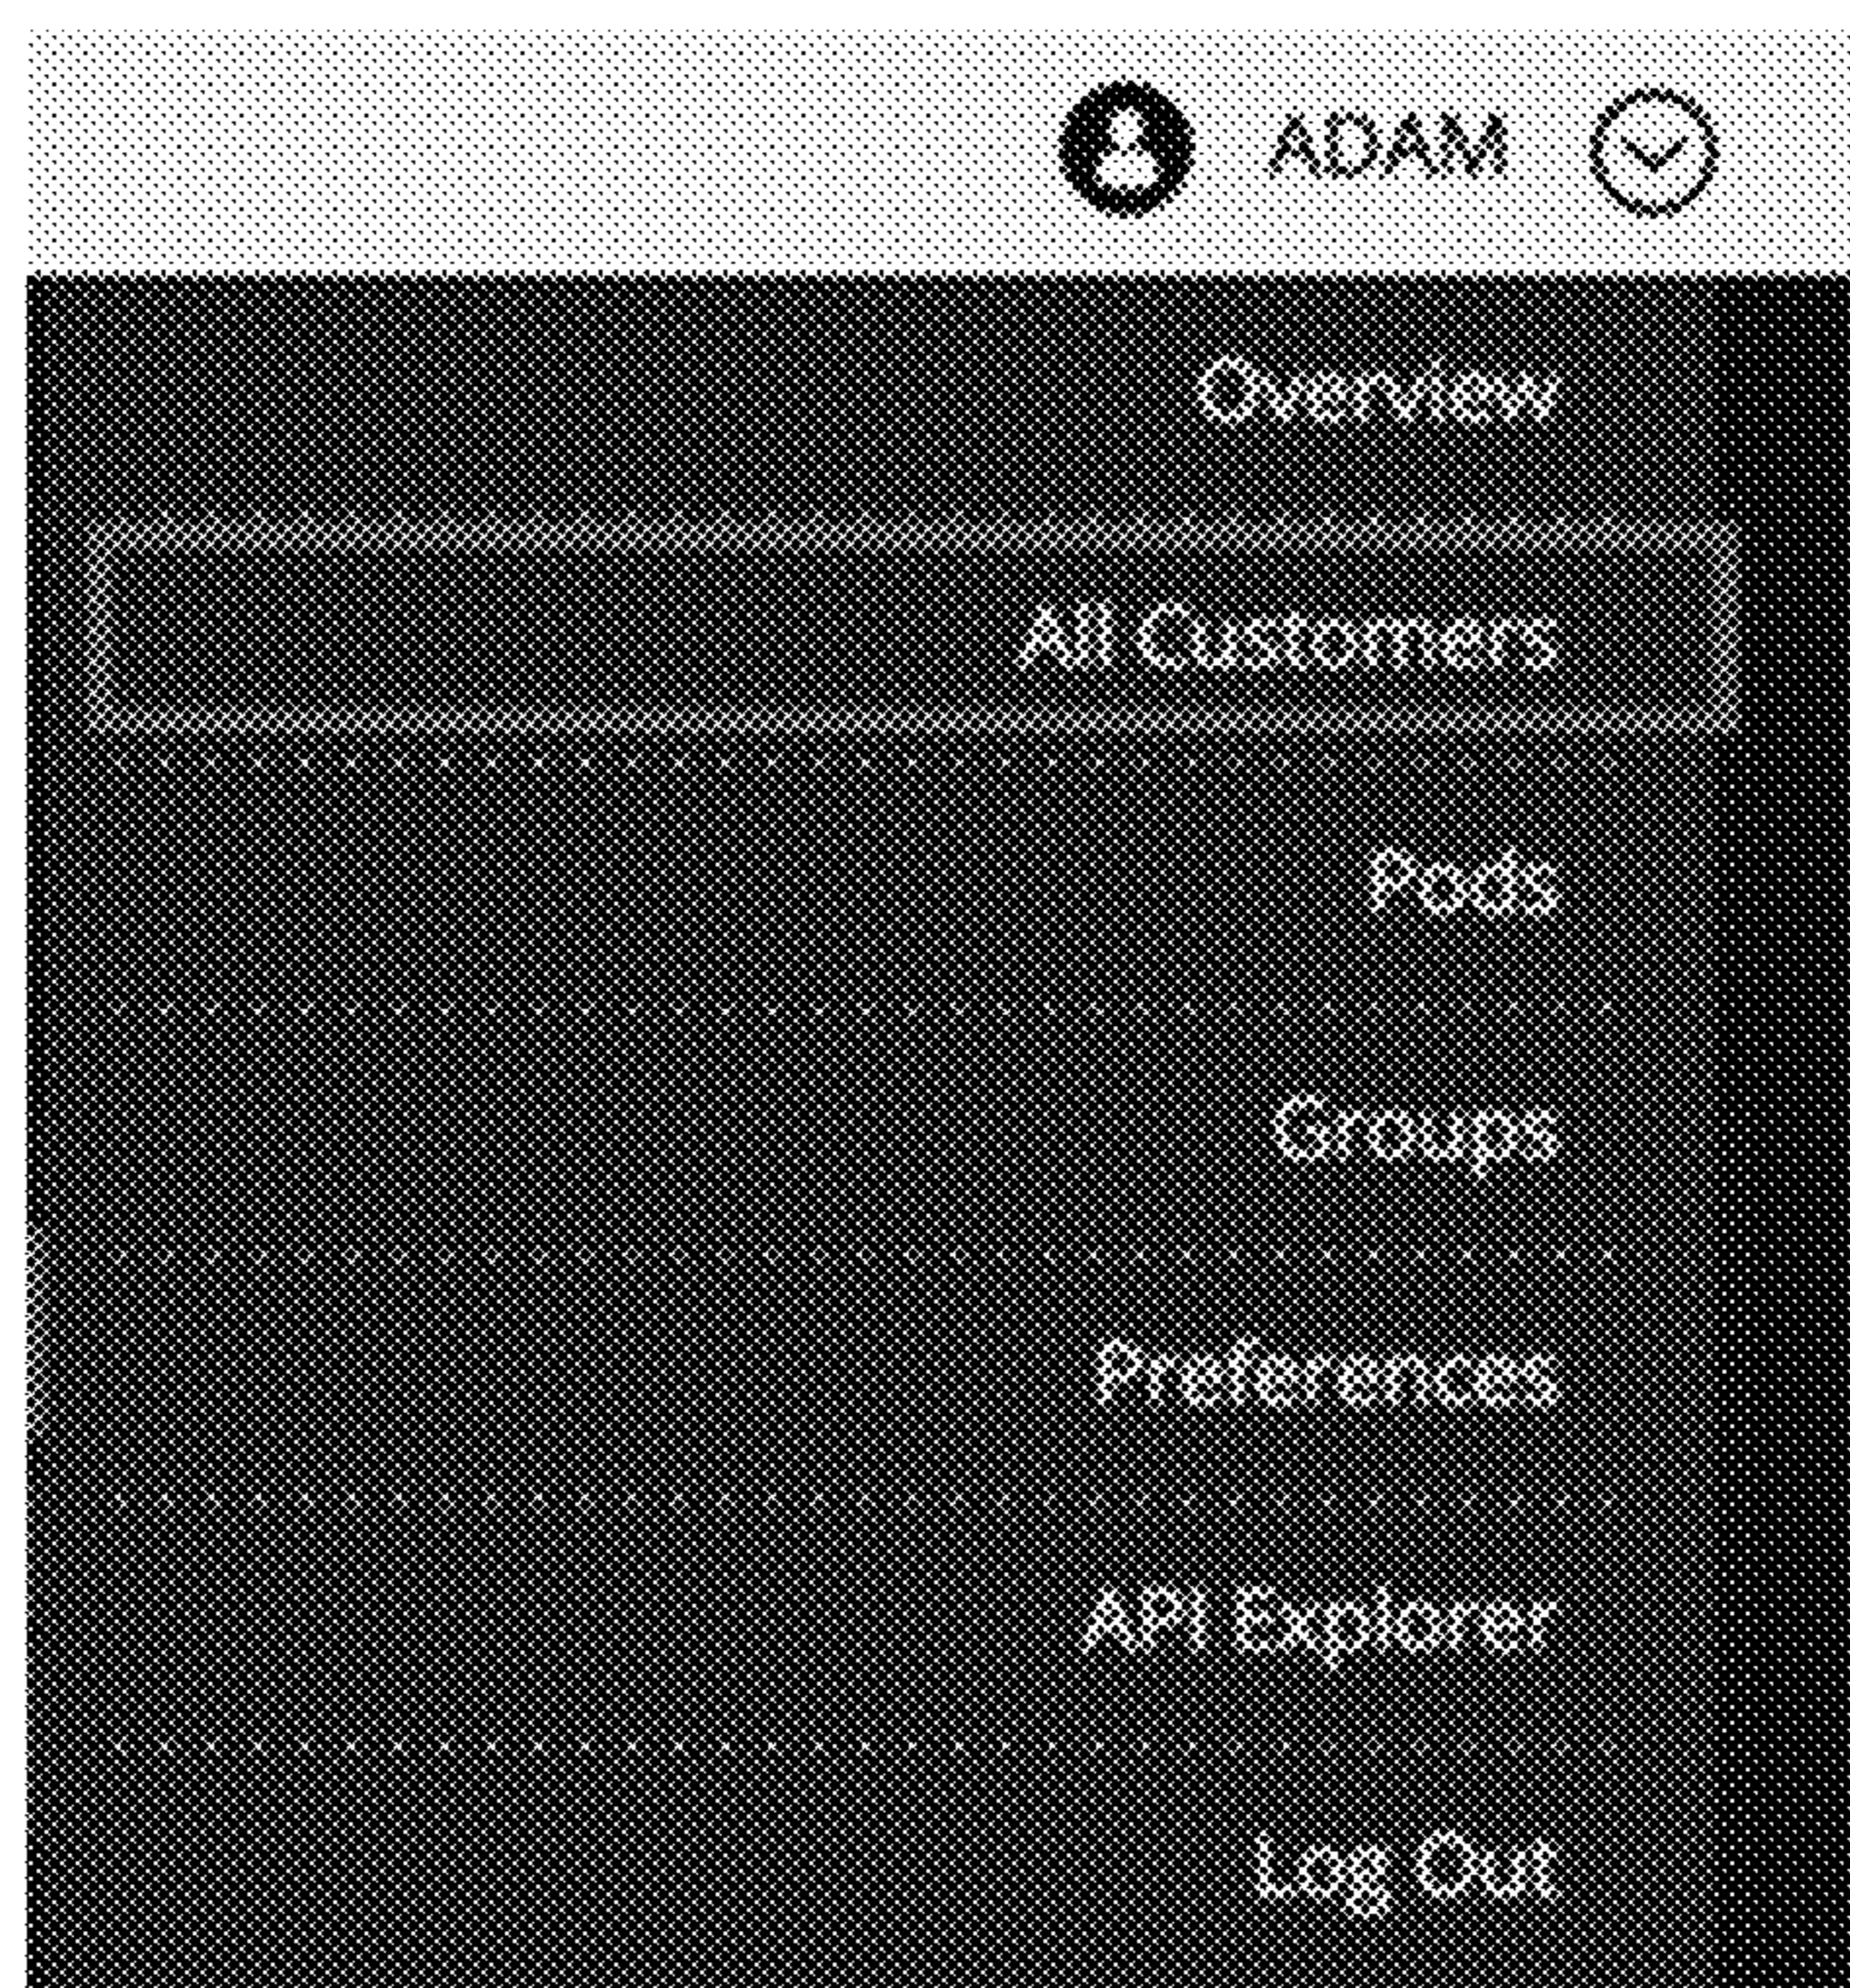 ADAM
Overview
All Customers
Pods
Groups
Preferences
API Explorer
Log Out